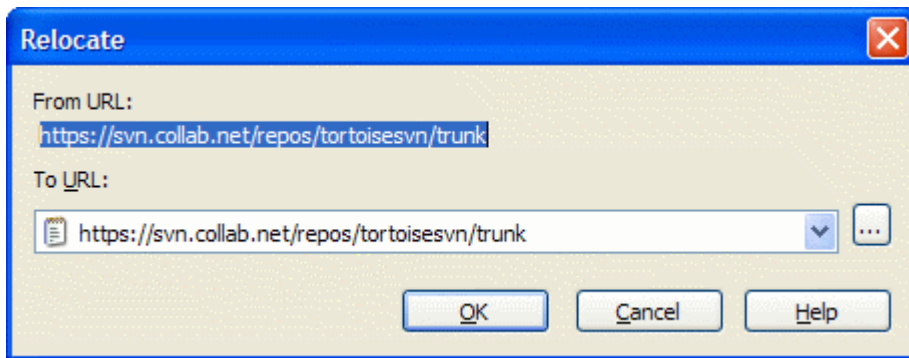 Relocate
From URL:
https://svn.collab.net/repos/tortoisesvn/trunk
To URL:
https://svn.collab.net/repos/tortoisesvn/trunk
...
OK Cancel Help